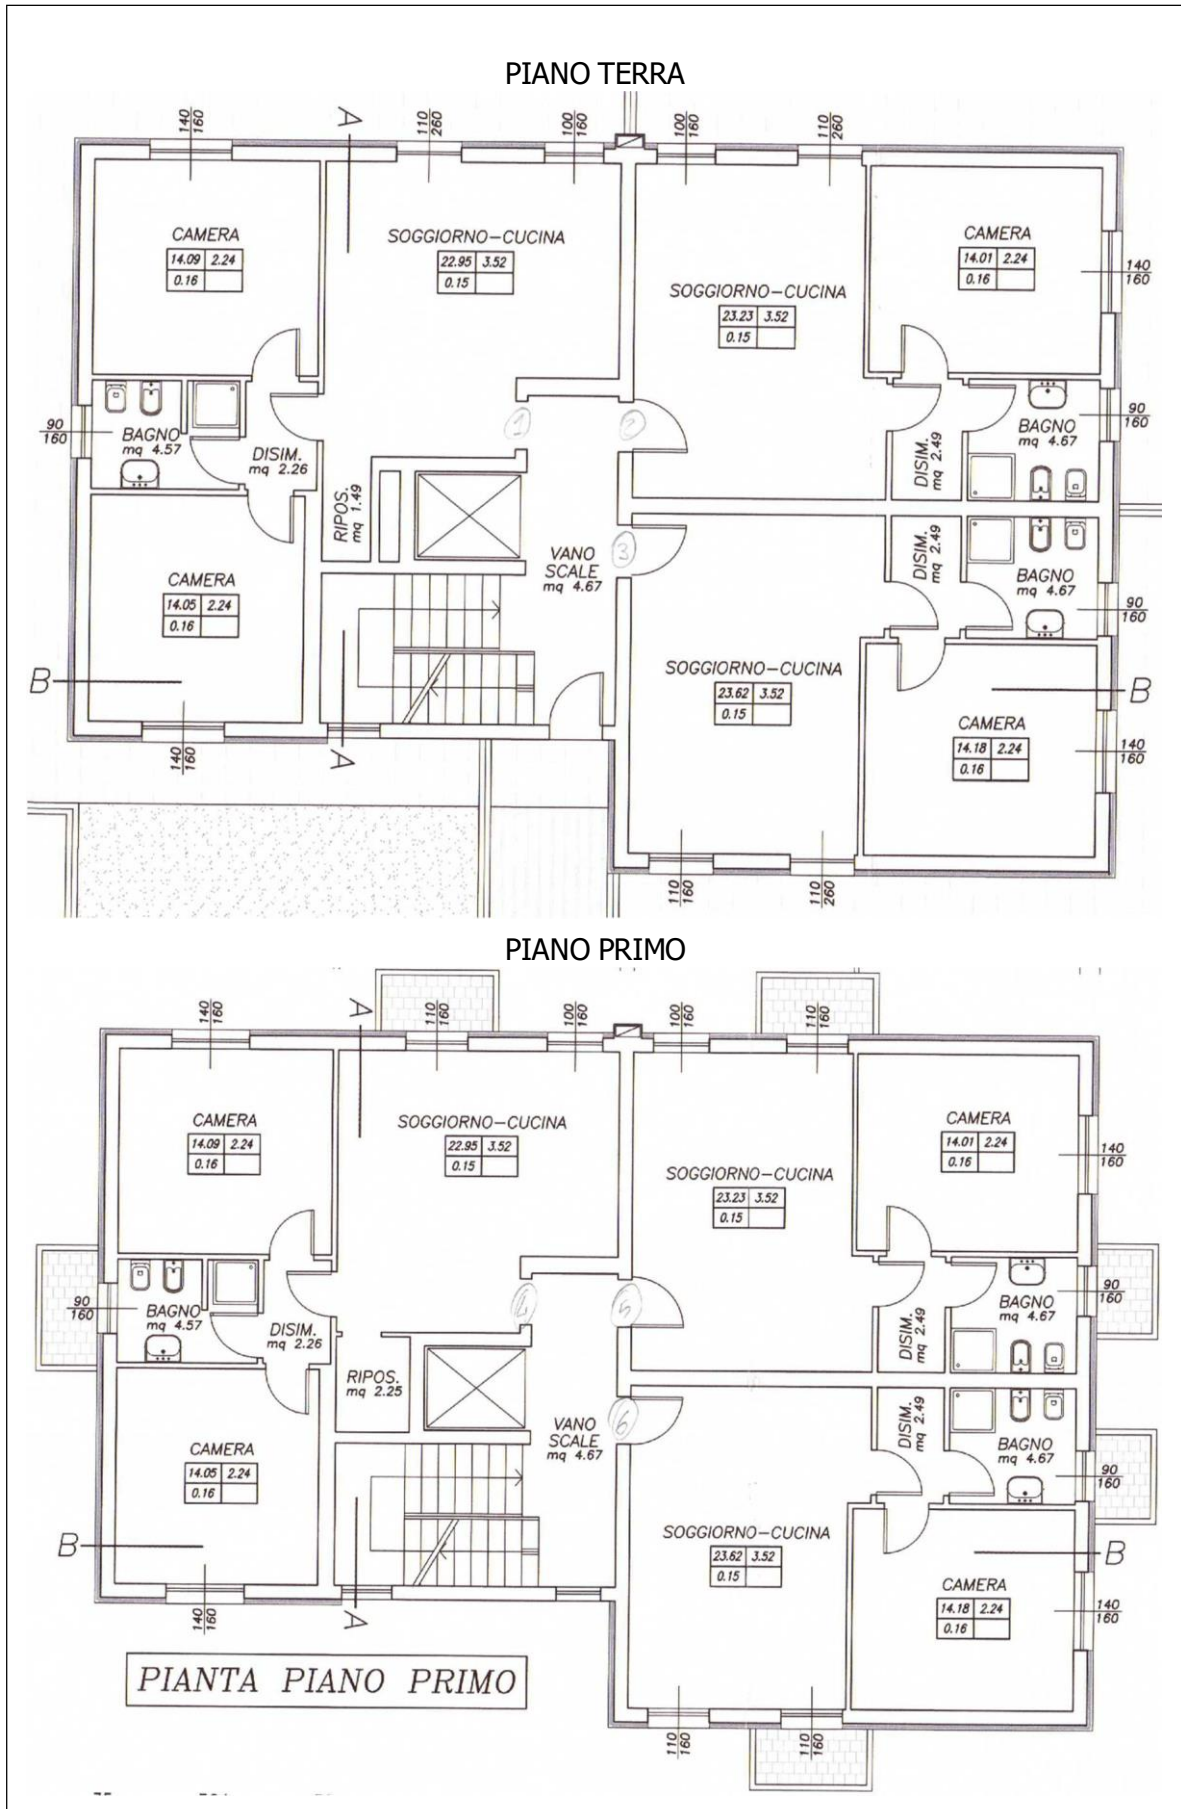 PIANO TERRA
140
160
A
110
260
100
160
100
160
110
260
CAMERA
14.09 2.24
0.16
SOGGIORNO-CUCINA
22.95 3.52
0.15
SOGGIORNO-CUCINA
23.23 3.52
0.15
CAMERA
14.01 2.24
0.16
140
160
90
160
BAGNO
mq 4.57
DISIM.
mq 2.26
1
2
DISIM.
mq 2.49
BAGNO
mq 4.67
90
160
RIPOS.
mq 1.49
3
VANO
SCALE
mq 4.67
DISIM.
mq 2.49
BAGNO
mq 4.67
90
160
CAMERA
14.05 2.24
0.16
B
SOGGIORNO-CUCINA
23.62 3.52
0.15
B
CAMERA
14.18 2.24
0.16
140
160
140
160
A
110
160
110
260
PIANO PRIMO
140
160
A
110
160
100
160
100
160
110
160
CAMERA
14.09 2.24
0.16
SOGGIORNO-CUCINA
22.95 3.52
0.15
SOGGIORNO-CUCINA
23.23 3.52
0.15
CAMERA
14.01 2.24
0.16
140
160
90
160
BAGNO
mq 4.57
DISIM.
mq 2.26
4
5
DISIM.
mq 2.49
BAGNO
mq 4.67
90
160
RIPOS.
mq 2.25
6
VANO
SCALE
mq 4.67
DISIM.
mq 2.49
BAGNO
mq 4.67
90
160
CAMERA
14.05 2.24
0.16
B
SOGGIORNO-CUCINA
23.62 3.52
0.15
B
CAMERA
14.18 2.24
0.16
140
160
140
160
A
110
160
110
160
PIANTA PIANO PRIMO